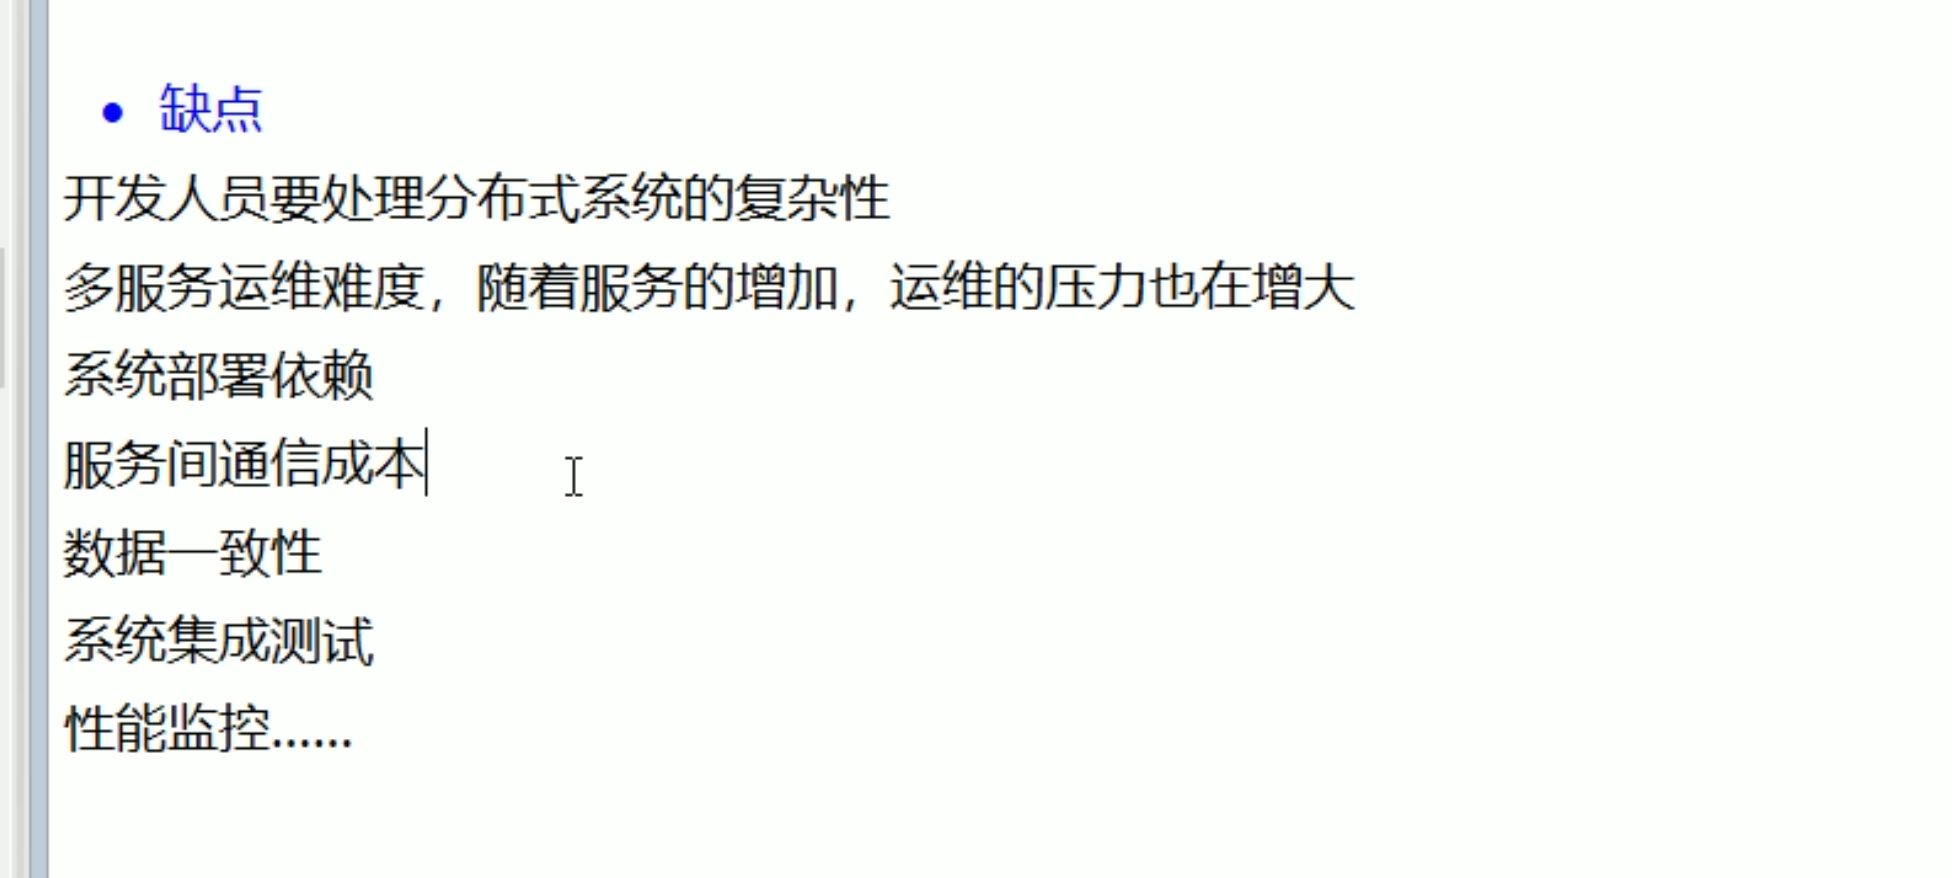 • 缺点
开发人员要处理分布式系统的复杂性
多服务运维难度，随着服务的增加，运维的压力也在增大
系统部署依赖
服务间通信成本
数据一致性
系统集成测试
性能监控......